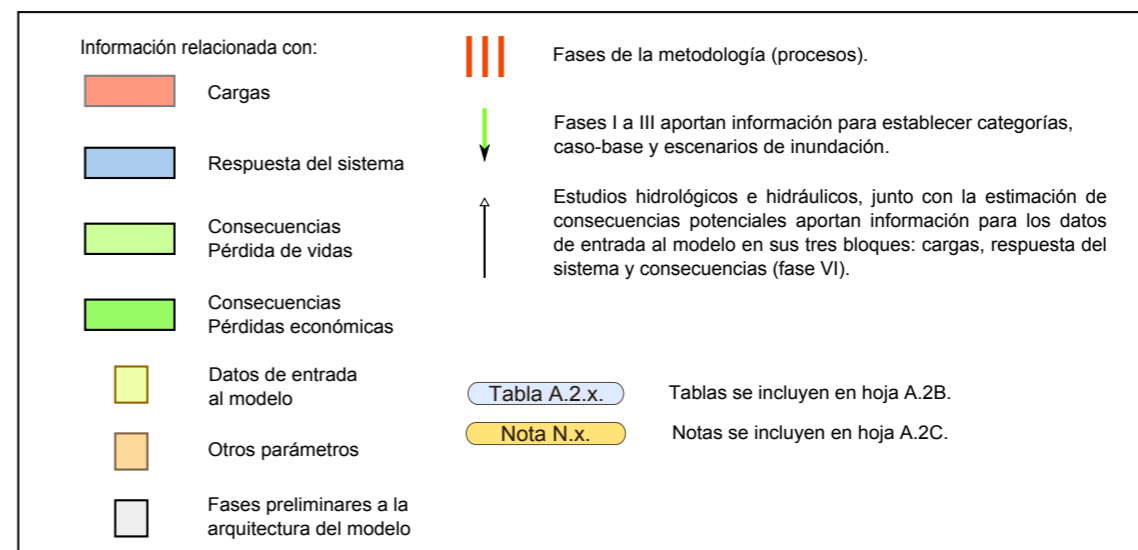 Información relacionada con:
Cargas
Respuesta del sistema
Consecuencias
Pérdida de vidas
Consecuencias
Pérdidas económicas
Datos de entrada
al modelo
Otros parámetros
Fases preliminares a la
arquitectura del modelo
Fases de la metodología (procesos).
Fases I a III aportan información para establecer categorías,
caso-base y escenarios de inundación.
Estudios hidrológicos e hidráulicos, junto con la estimación de
consecuencias potenciales aportan información para los datos
de entrada al modelo en sus tres bloques: cargas, respuesta del
sistema y consecuencias (fase VI).
Tabla A.2.x.
Tablas se incluyen en hoja A.2B.
Nota N.x.
Notas se incluyen en hoja A.2C.